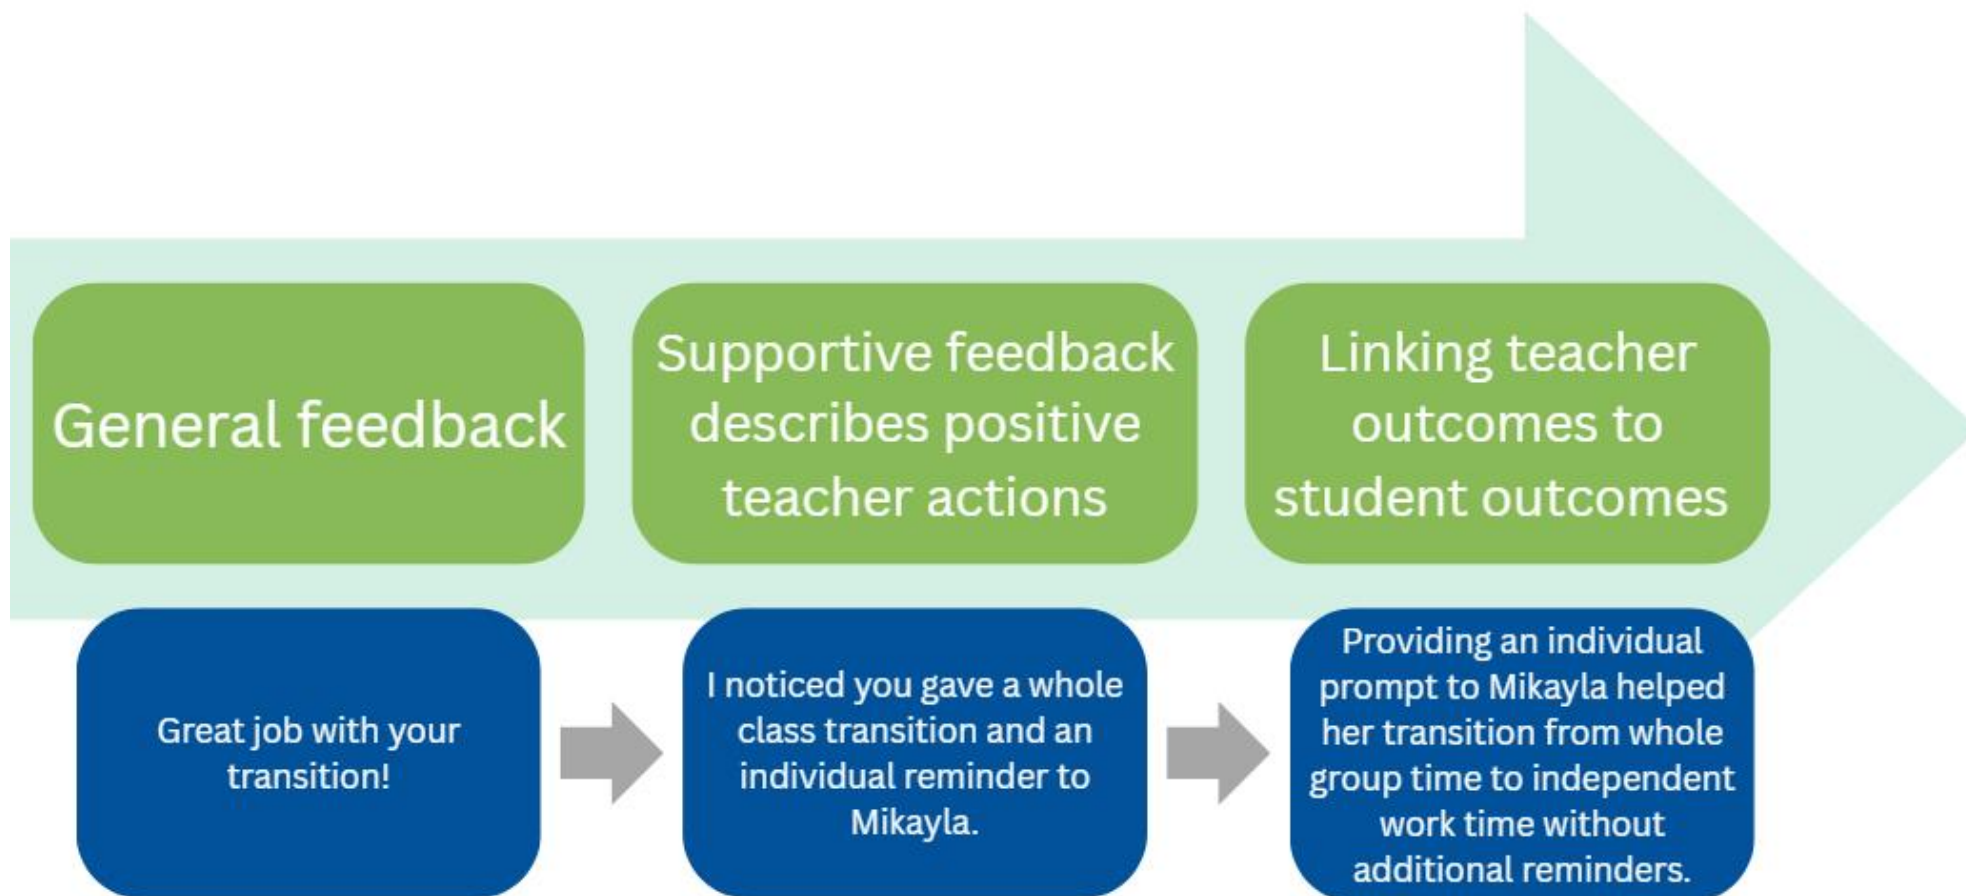 General feedback
Supportive feedback
describes positive
teacher actions
Linking teacher
outcomes to
student outcomes
Great job with your
transition!
I noticed you gave a whole
class transition and an
individual reminder to
Mikayla.
Providing an individual
prompt to Mikayla helped
her transition from whole
group time to independent
work time without
additional reminders.